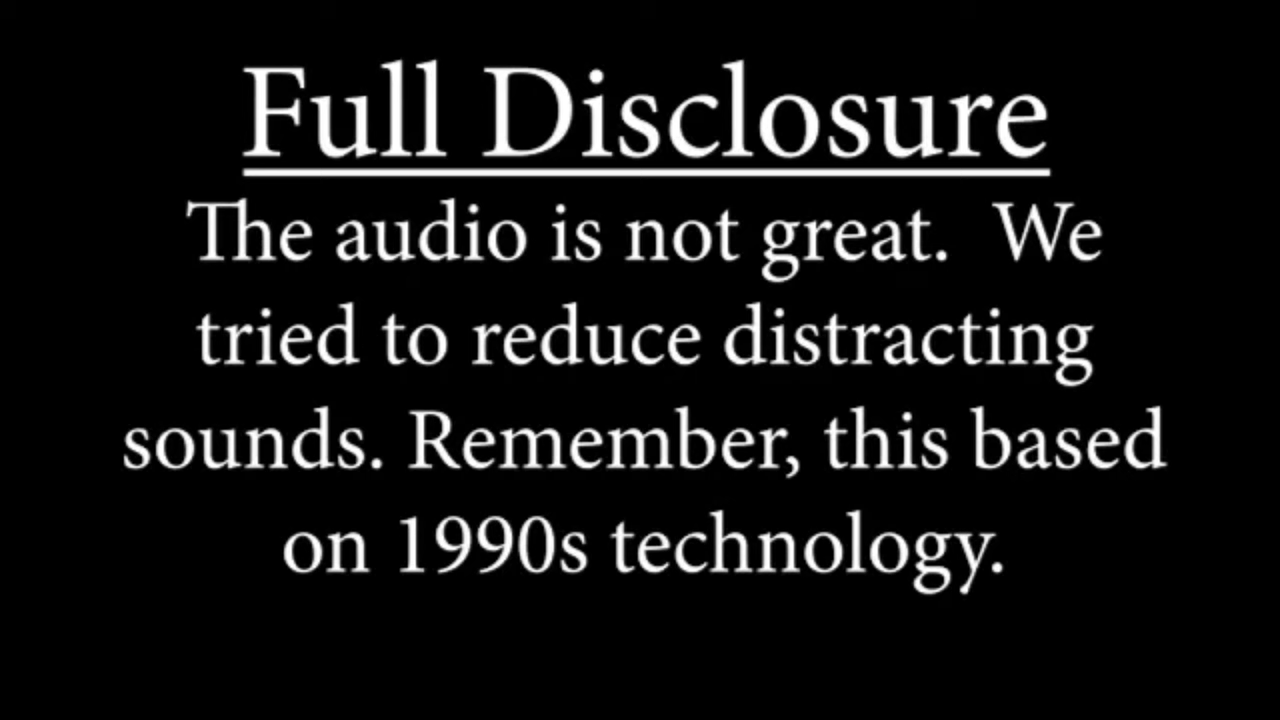 Full Disclosure
The audio is not great.  We
tried to reduce distracting
sounds. Remember, this based
on 1990s technology.